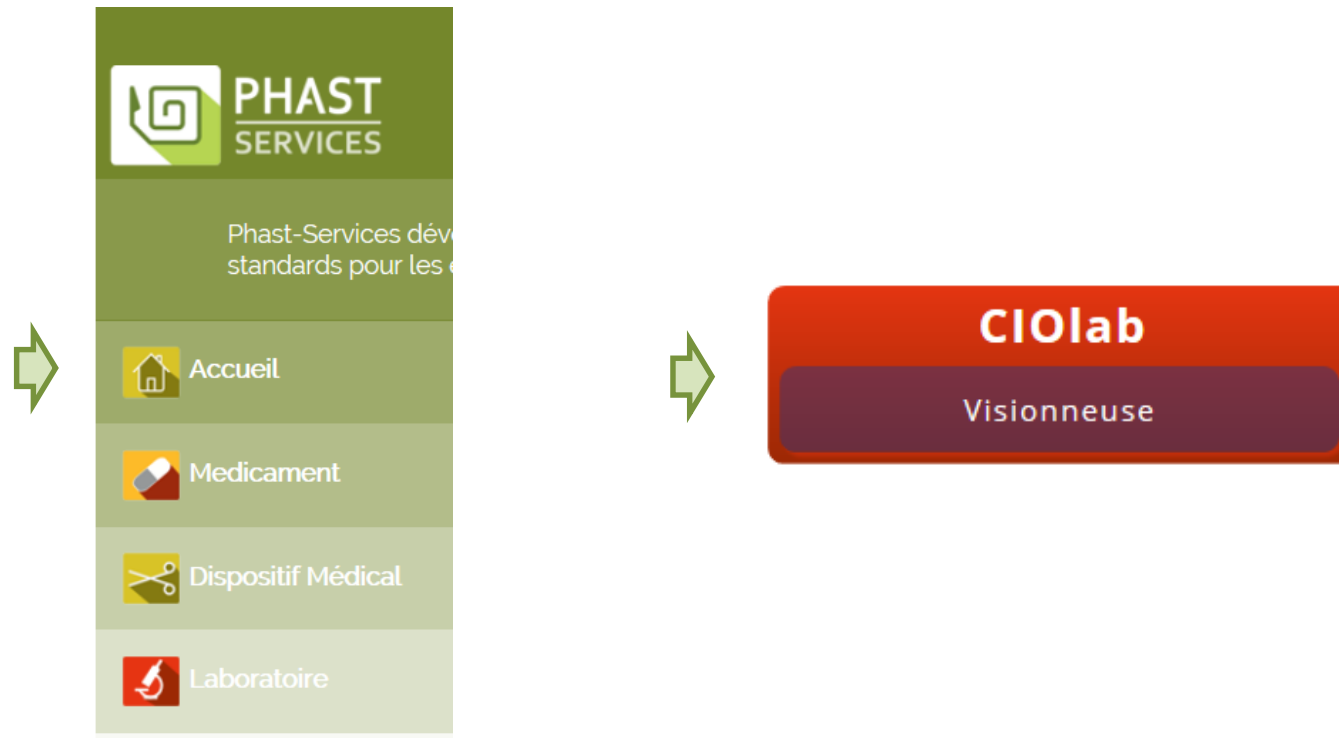 PHAST
SERVICES
Phast-Services dév
standards pour les
Accueil
Medicament
Dispositif Médical
Laboratoire
CIOlab
Visionneuse